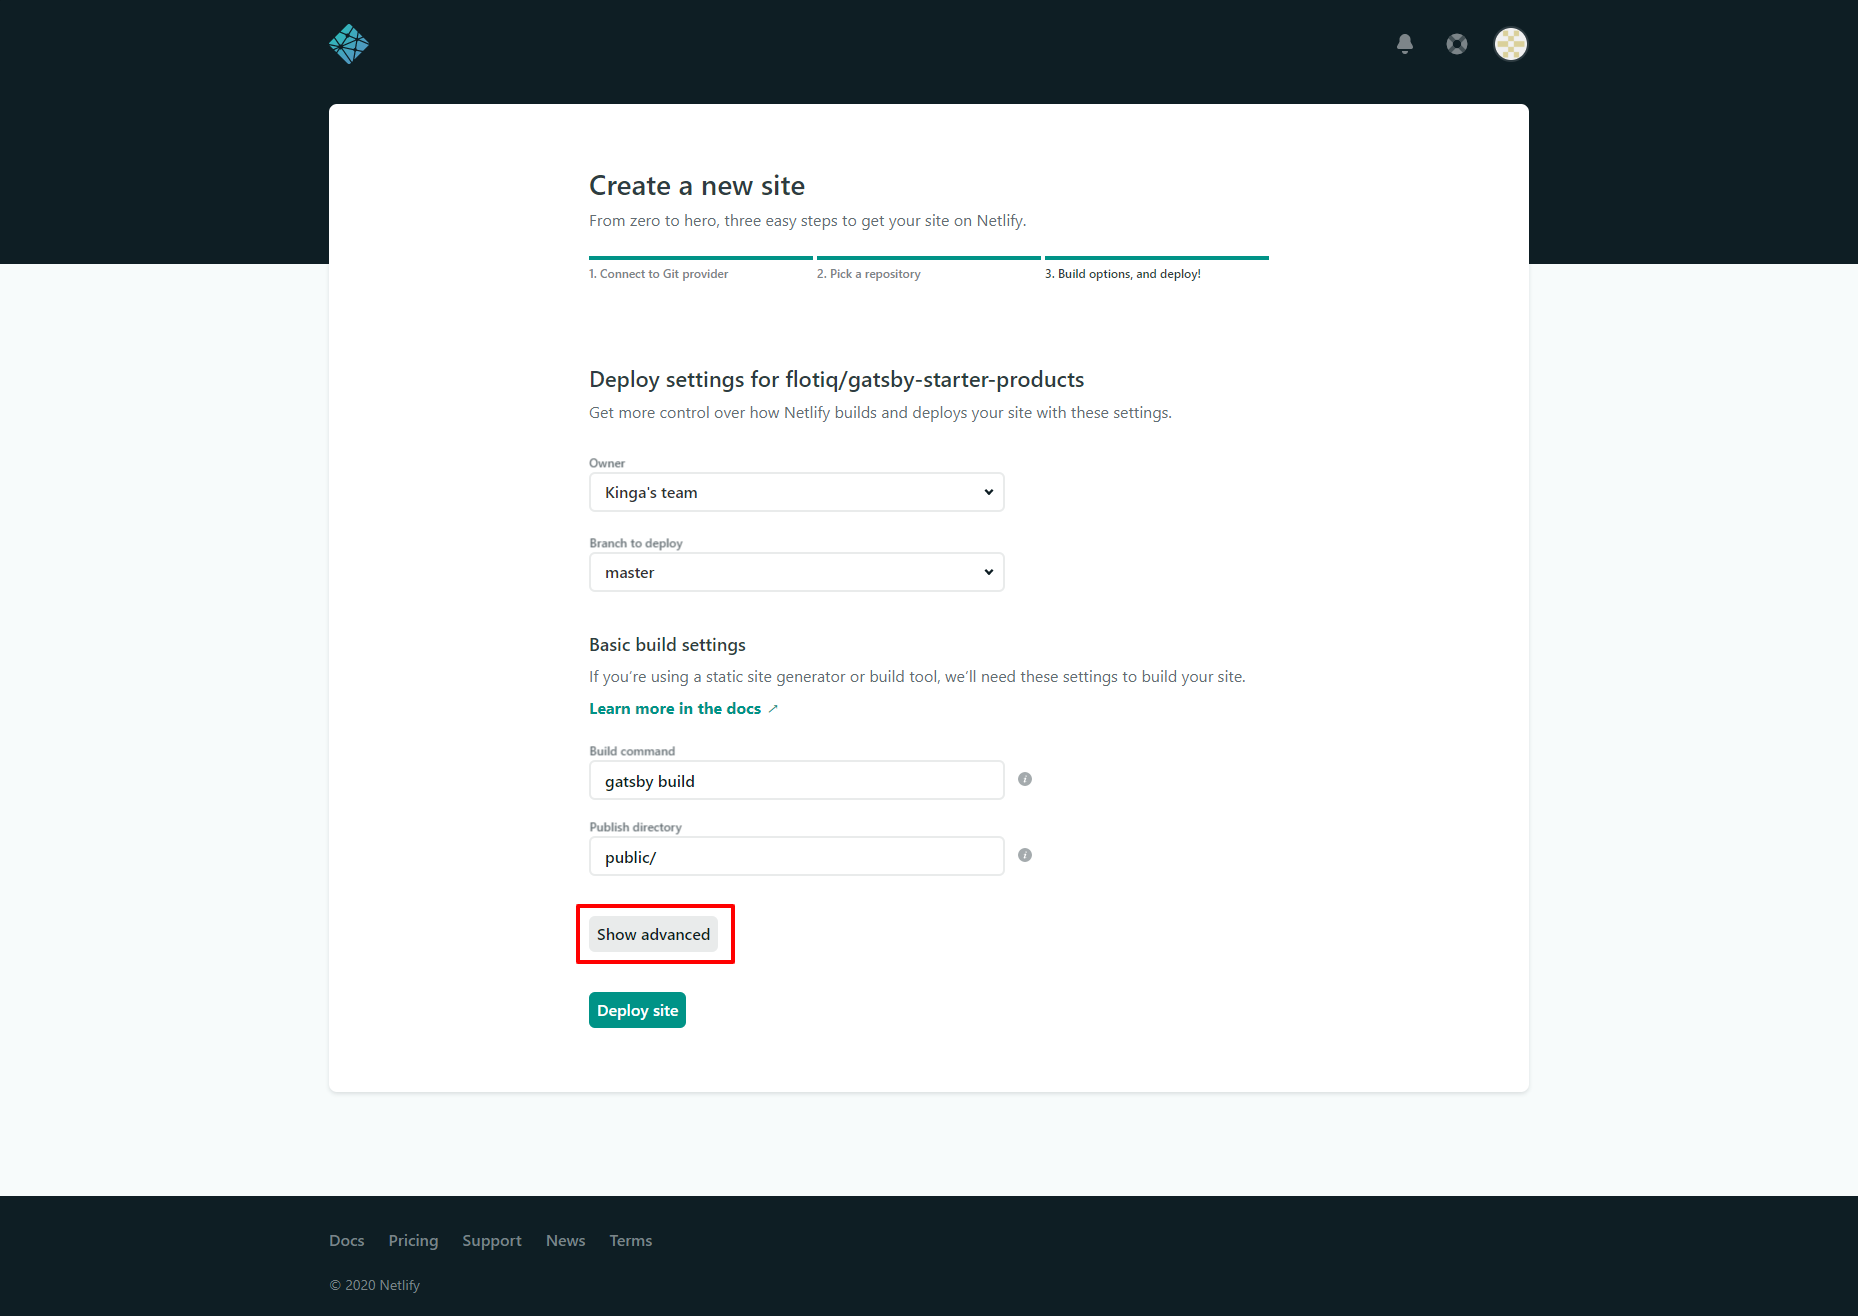 Create a new site
From zero to hero, three easy steps to get your site on Netlify.
1. Connect to Git provider
2. Pick a repository
3. Build options, and deploy!
Deploy settings for flotiq/gatsby-starter-products
Get more control over how Netlify builds and deploys your site with these settings.
Owner
Kinga's team
Branch to deploy
master
Basic build settings
If you’re using a static site generator or build tool, we’ll need these settings to build your site.
Learn more in the docs ↗
Build command
gatsby build
Publish directory
public/
Show advanced
Deploy site
Docs Pricing Support News Terms
© 2020 Netlify